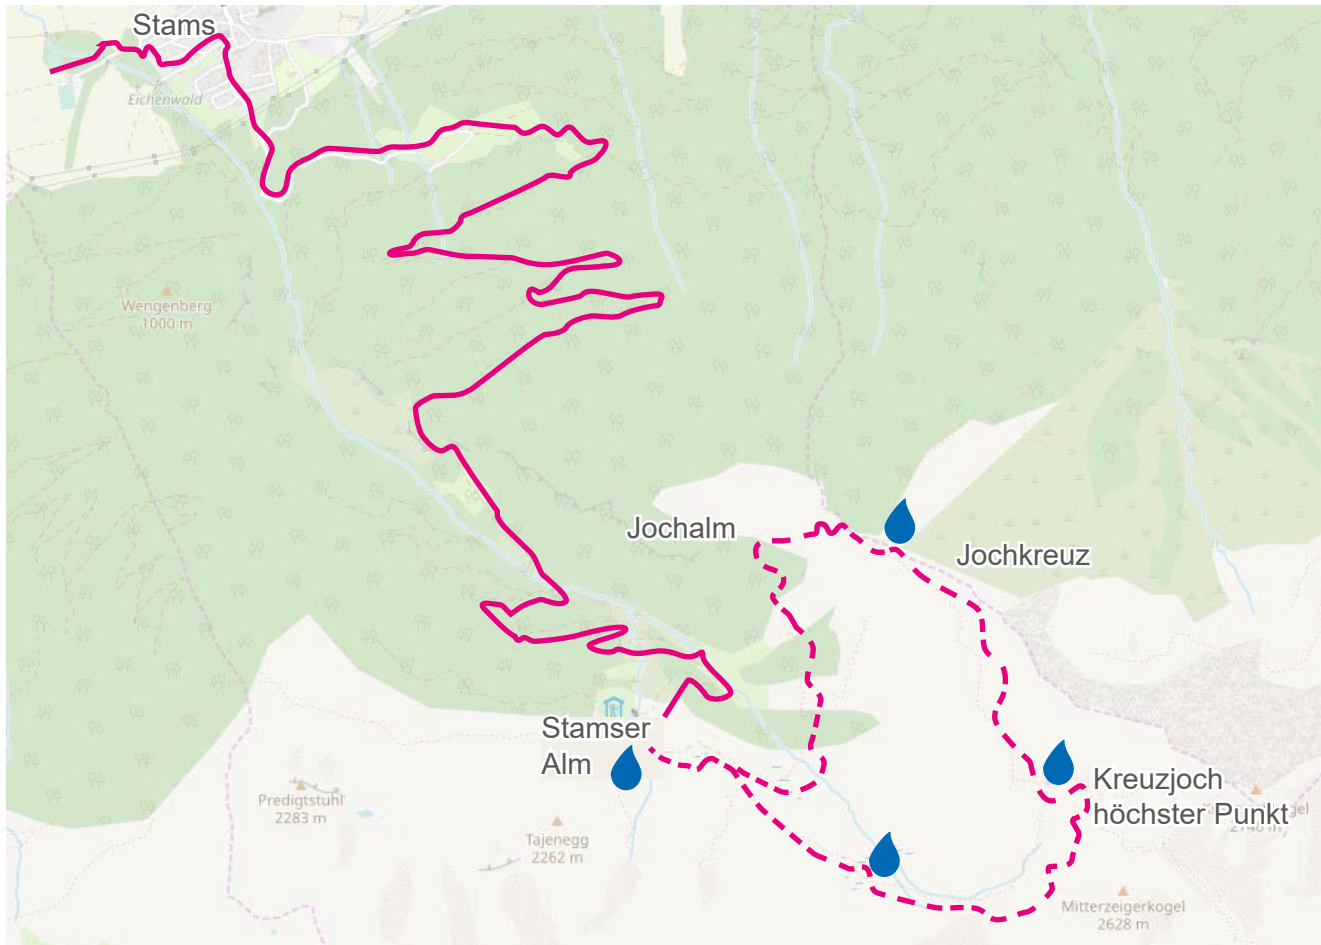 Stams
Eichenwald
Wengenberg
1000 m
Jochalm
Jochkreuz
Stamser
Alm
Kreuzjoch
höchster Punkt
Predigtstuhl
2283 m
Tajenegg
2262 m
Mitterzeigerkogel
2628 m